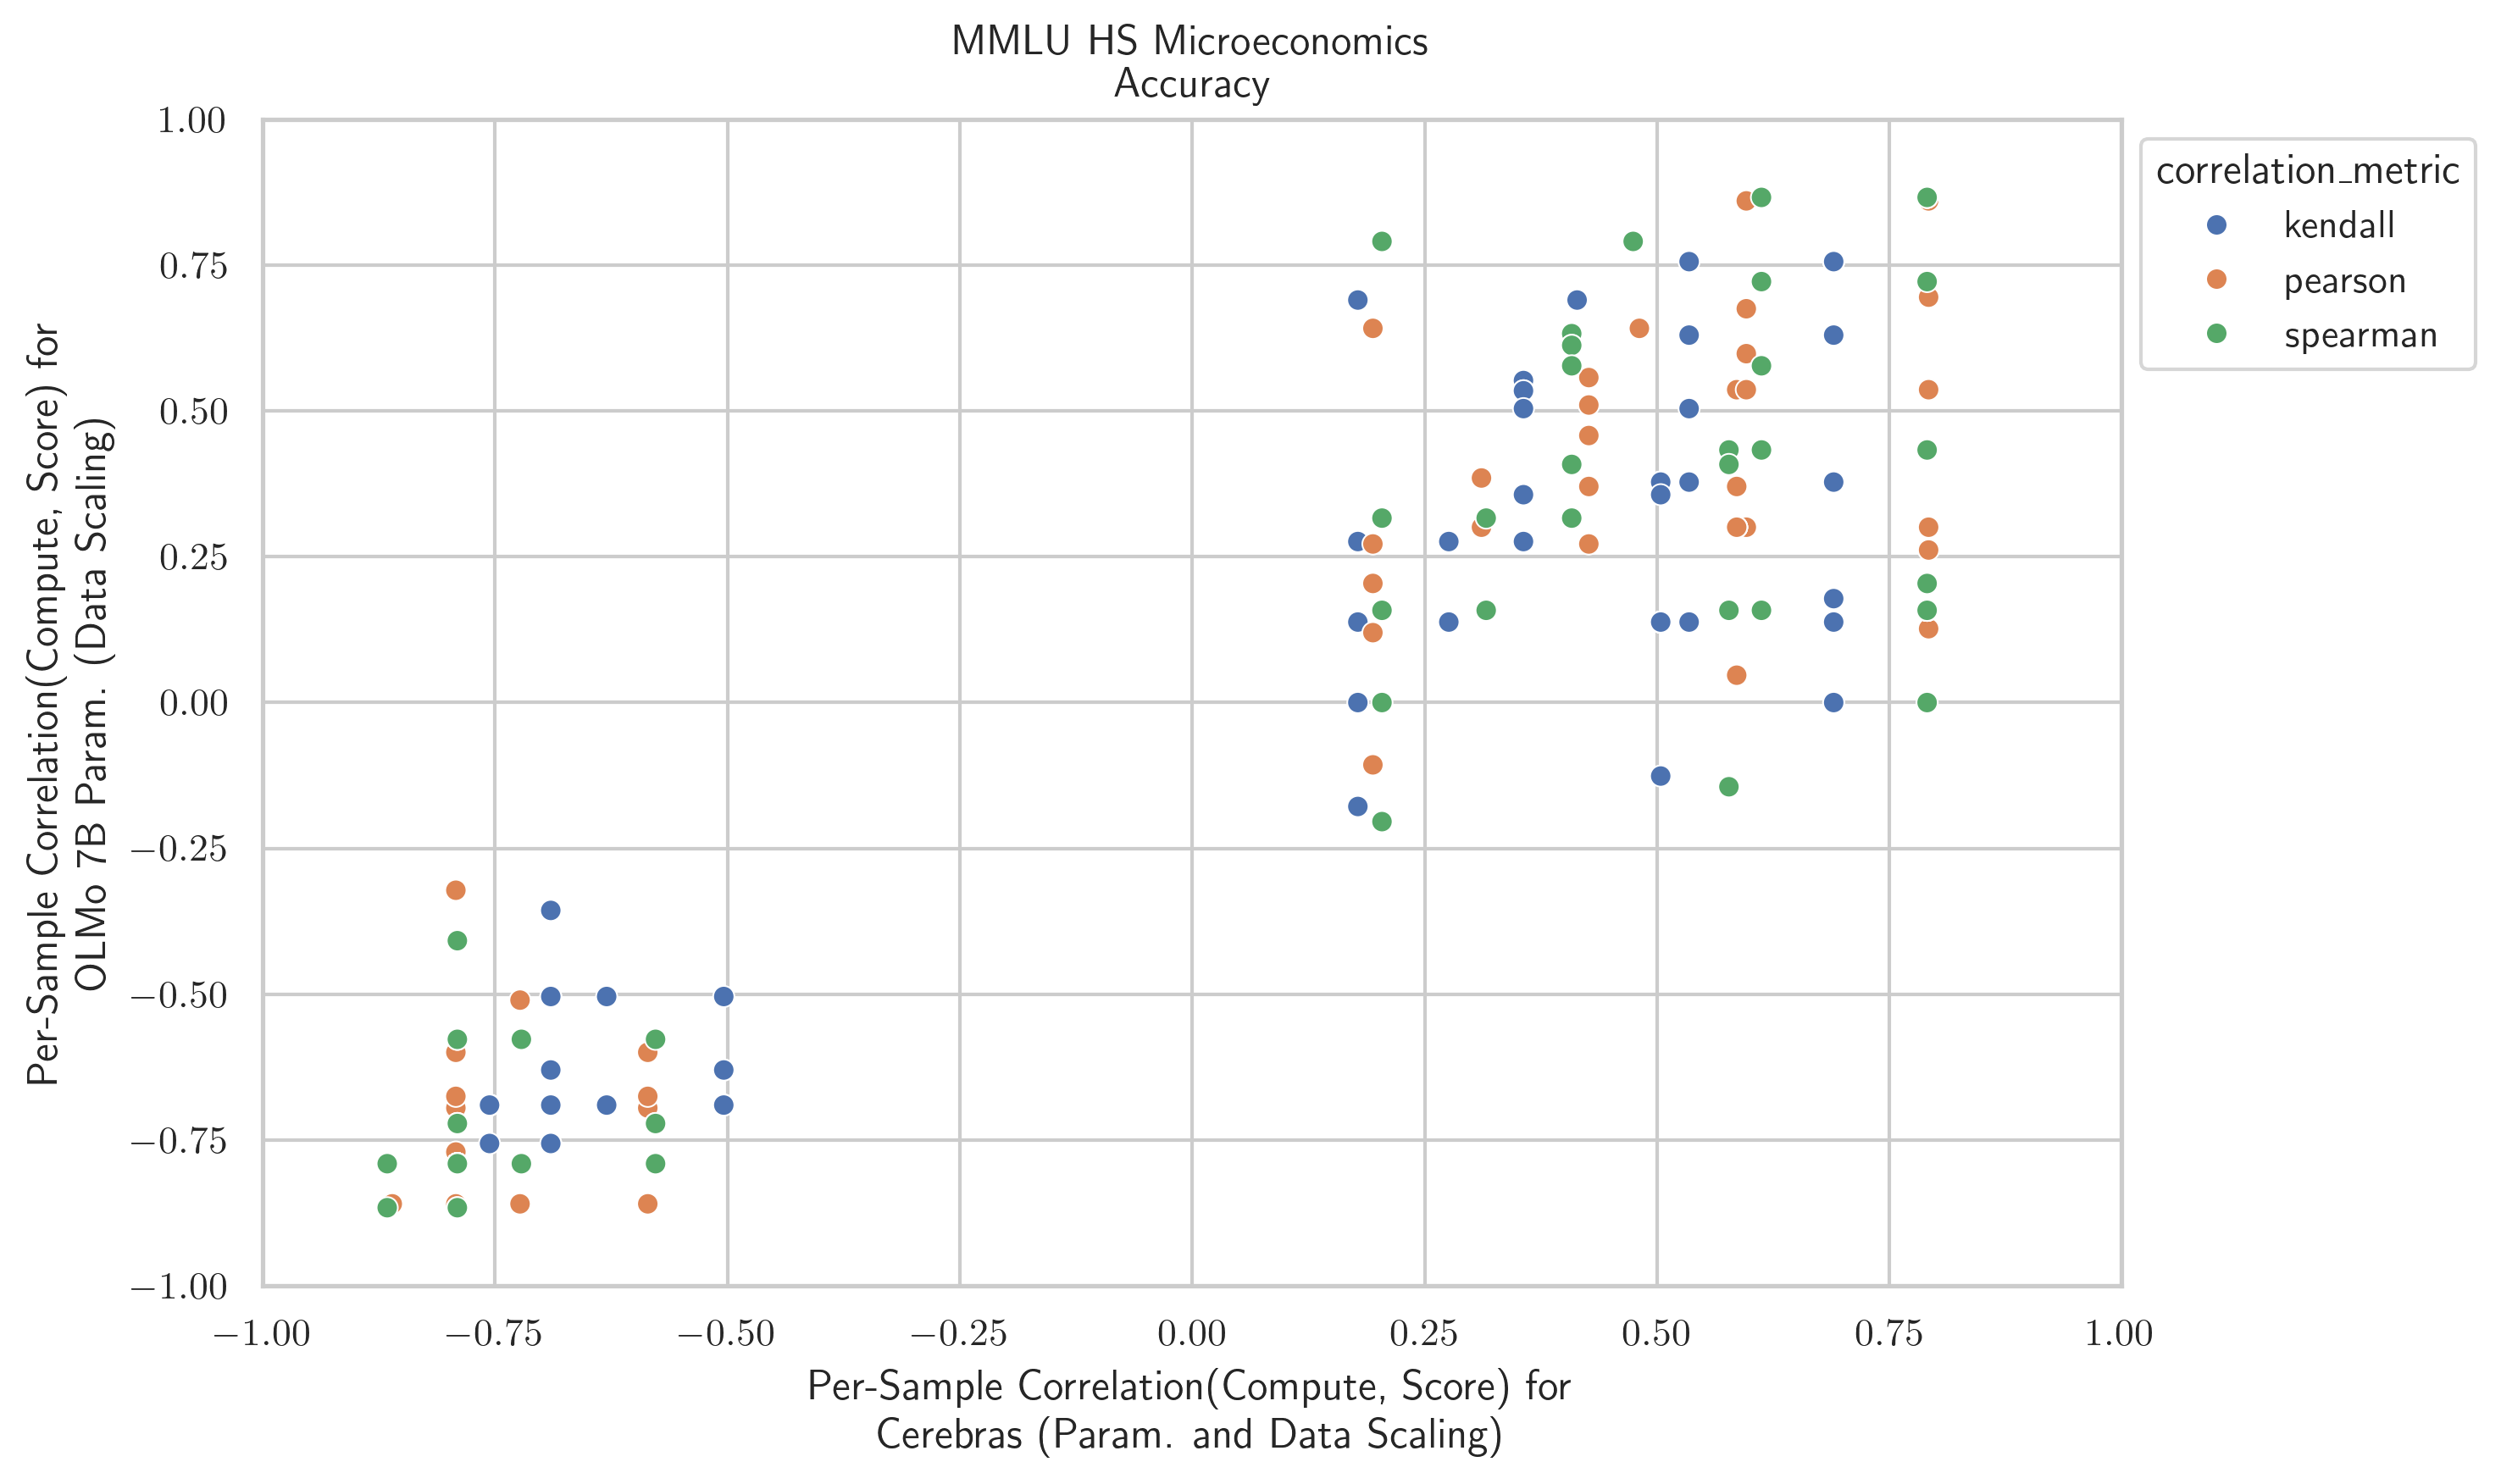 MMLU HS Microeconomics
Accuracy
1.00
0.75
0.50
0.25
0.00
−0.25
−0.50
−0.75
−1.00
Per-Sample Correlation(Compute, Score) for
OLMo 7B Param. (Data Scaling)
correlation_metric
kendall
pearson
spearman
−1.00 −0.75 −0.50 −0.25 0.00 0.25 0.50 0.75 1.00
Per-Sample Correlation(Compute, Score) for
Cerebras (Param. and Data Scaling)